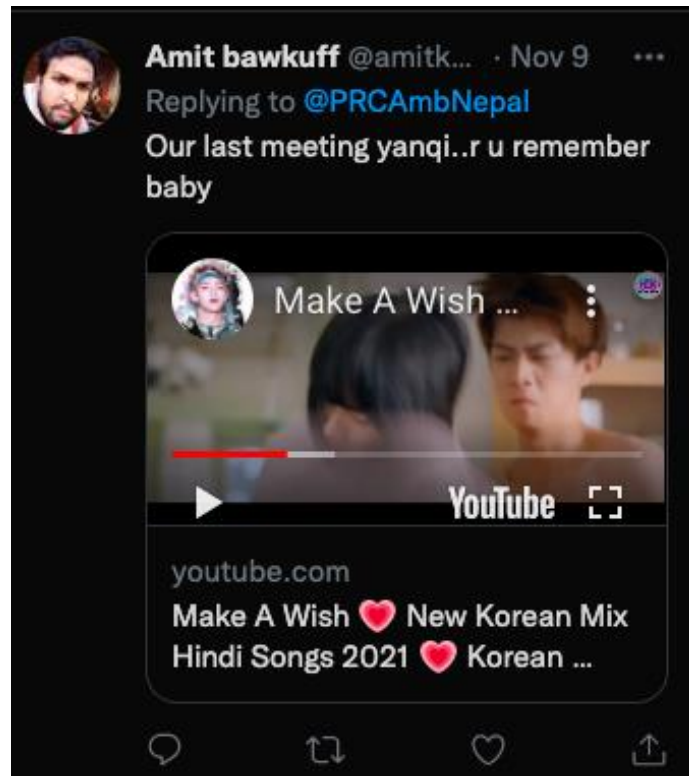 Amit bawkuff @amitk... · Nov 9
Replying to @PRCAmbNepal
Our last meeting yanqi..r u remember
baby
Make A Wish ...
YouTube
youtube.com
Make A Wish 💗 New Korean Mix
Hindi Songs 2021 💗 Korean ...